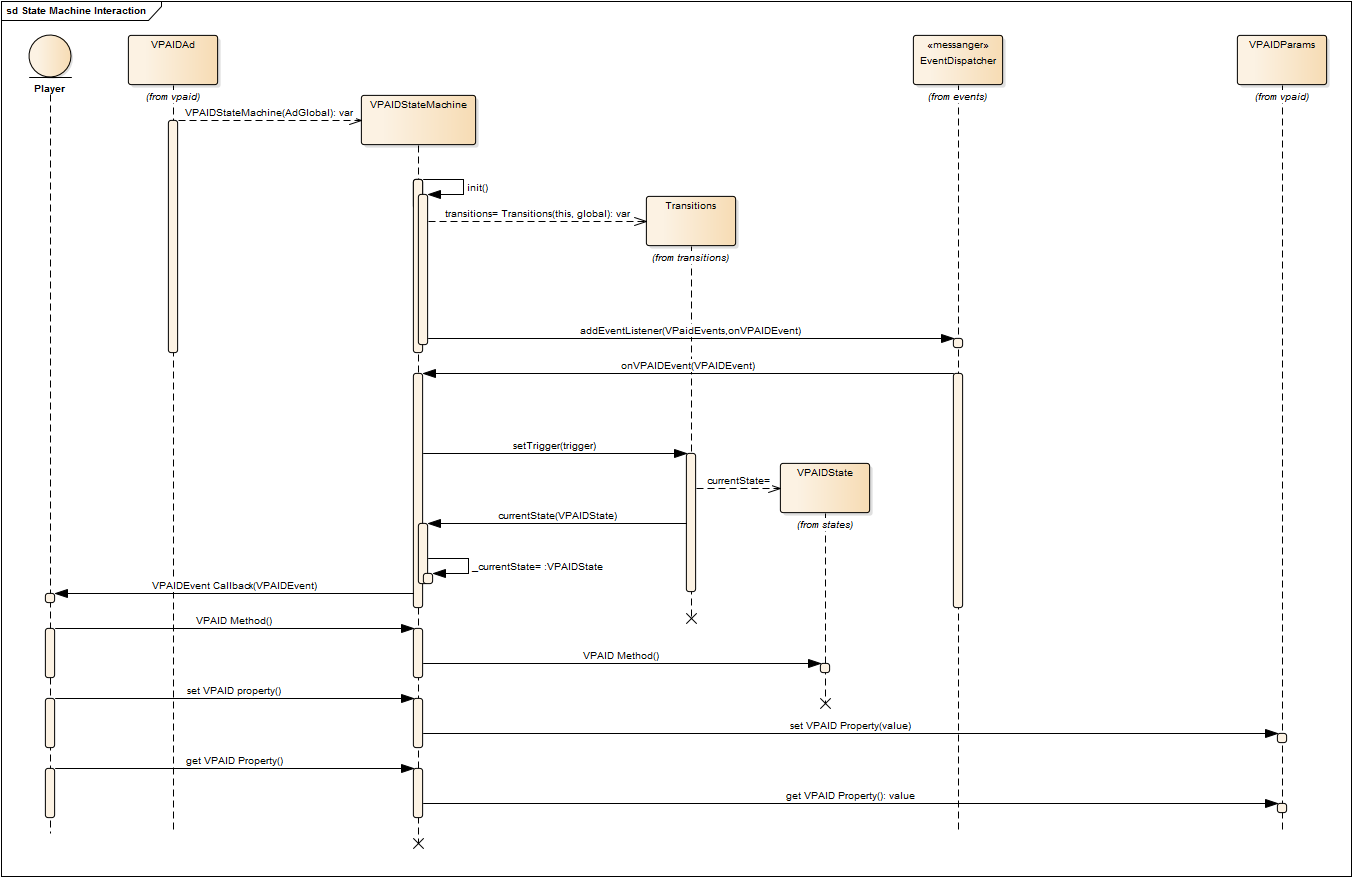 sd State Machine Interaction
Player
VPAIDAd
(from vpaid)
«messanger»
EventDispatcher
(from events)
VPAIDParams
(from vpaid)
VPAIDStateMachine
VPAIDStateMachine(AdGlobal): var
init()
Transitions
(from transitions)
transitions= Transitions(this, global): var
addEventListener(VPaidEvents,onVPAIDEvent)
onVPAIDEvent(VPAIDEvent)
setTrigger(trigger)
VPAIDState
(from states)
currentState=
currentState(VPAIDState)
_currentState= :VPAIDState
VPAIDEvent Callback(VPAIDEvent)
VPAID Method()
VPAID Method()
set VPAID property()
set VPAID Property(value)
get VPAID Property()
get VPAID Property(): value